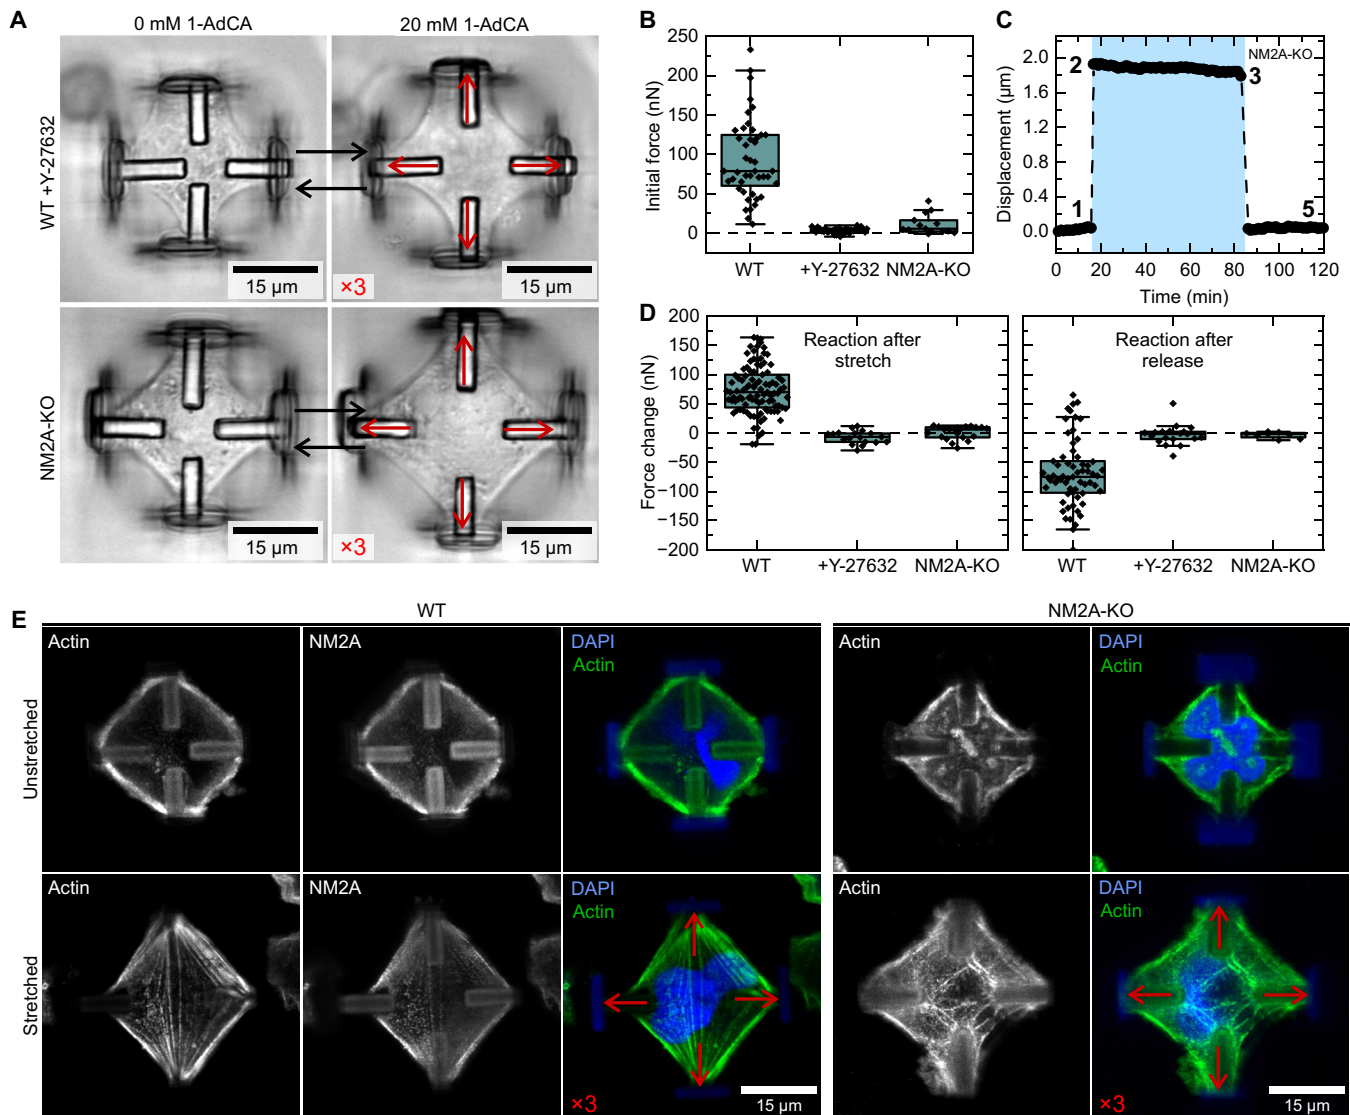 A
0 mM 1-AdCA
20 mM 1-AdCA
WT +Y-27632
15 µm
×3
15 µm
NM2A-KO
15 µm
×3
15 µm
B
Initial force (nN)
250
200
150
100
50
0
WT
+Y-27632
NM2A-KO
C
Displacement (µm)
2.0
1.6
1.2
0.8
0.4
0.0
NM2A-KO
2
3
1
5
0
20
40
60
80
100
120
Time (min)
D
Force change (nN)
200
150
100
50
0
−50
−100
−150
−200
Reaction after
stretch
WT
+Y-27632
NM2A-KO
Reaction after
release
WT
+Y-27632
NM2A-KO
E
WT
NM2A-KO
Unstretched
Actin
NM2A
DAPI
Actin
Actin
DAPI
Actin
Stretched
Actin
NM2A
DAPI
Actin
×3
15 µm
Actin
DAPI
Actin
×3
15 µm